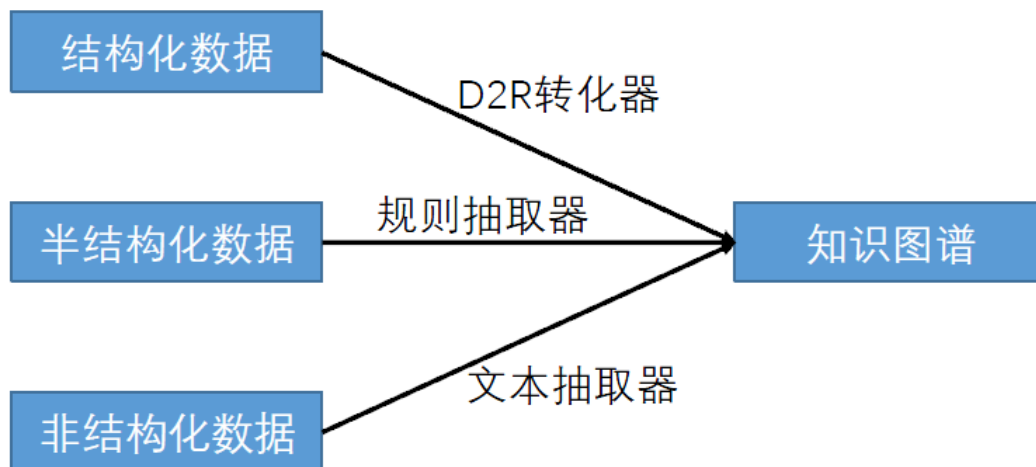 结构化数据
D2R转化器
规则抽取器
半结构化数据
知识图谱
文本抽取器
非结构化数据